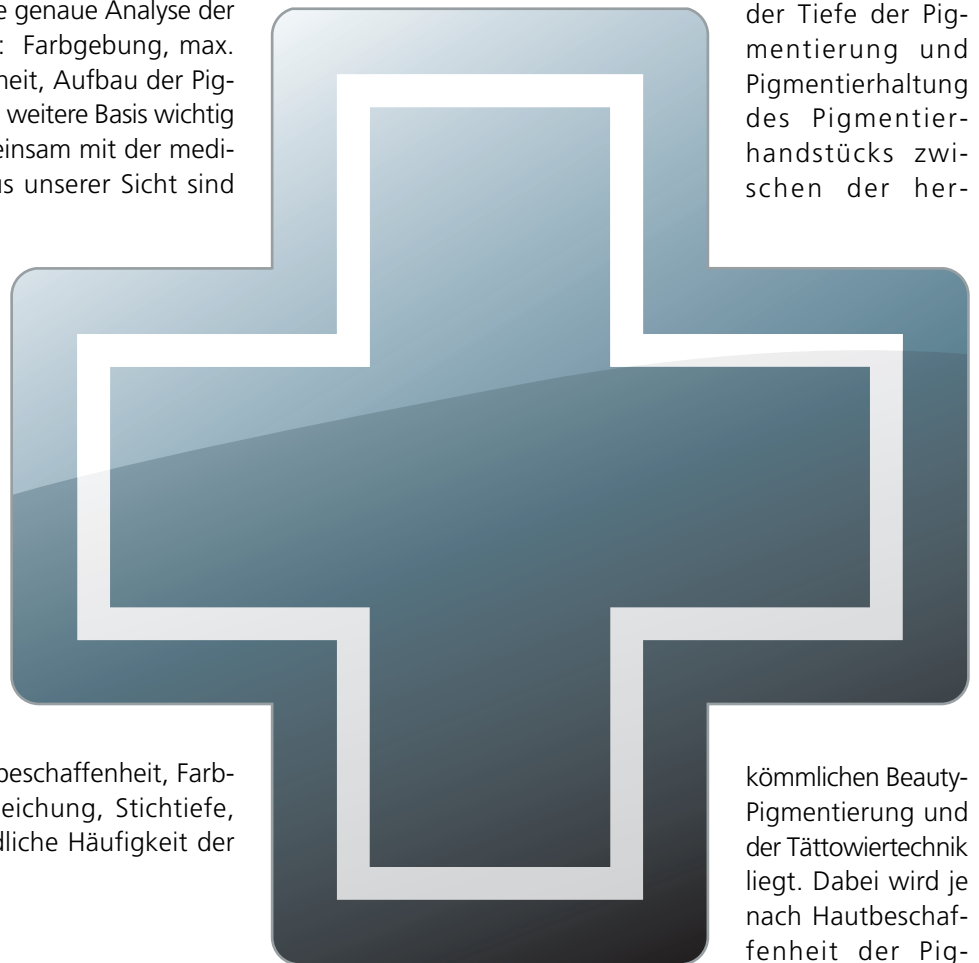 e genaue Analyse der
: Farbgebung, max.
heit, Aufbau der Pig-
weitere Basis wichtig
einsam mit der medi-
us unserer Sicht sind
beschaffenheit, Farb-
eichung, Stichtiefe,
dliche Häufigkeit der
der Tiefe der Pig-
mentierung und
Pigmentierhaltung
des Pigmentier-
handstücks zwi-
schen der her-
kömmlichen Beauty-
Pigmentierung und
der Tättowiertechnik
liegt. Dabei wird je
nach Hautbeschaf-
fenheit der Pig-